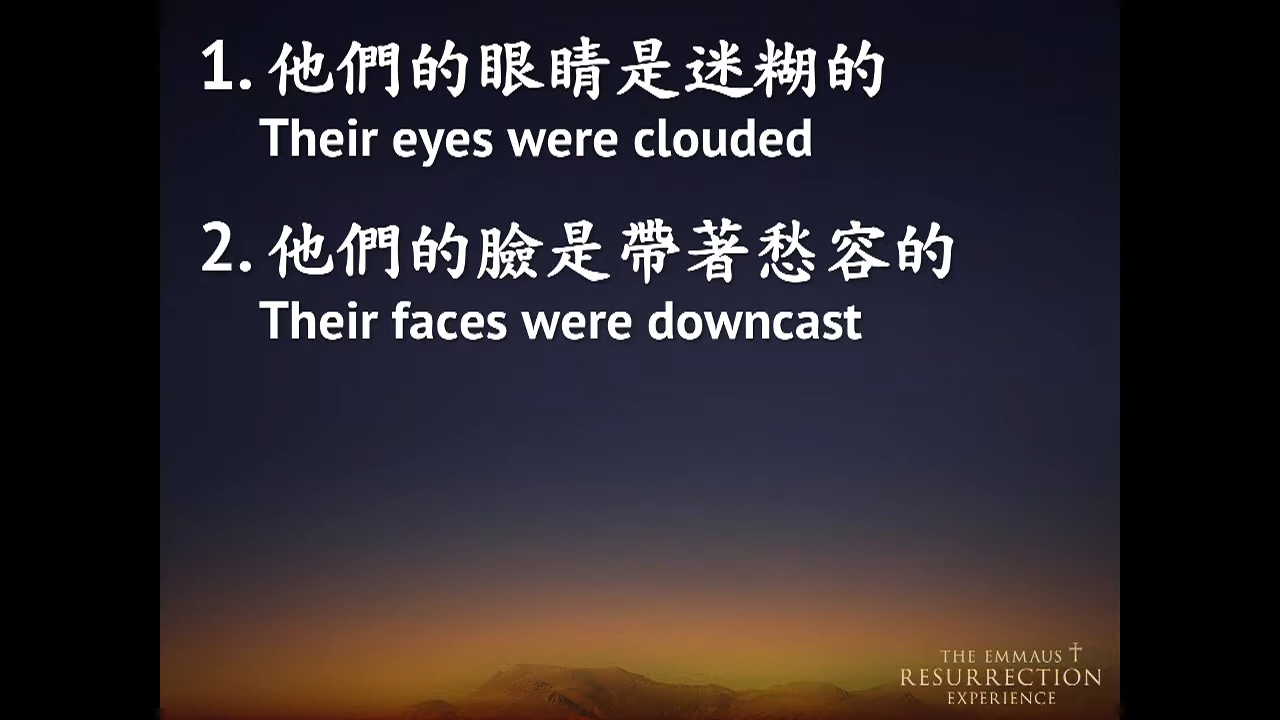 1. 他們的眼睛是迷糊的
Their eyes were clouded
2. 他們的臉是帶著愁容的
Their faces were downcast
THE EMMAUS
RESURRECTION
EXPERIENCE